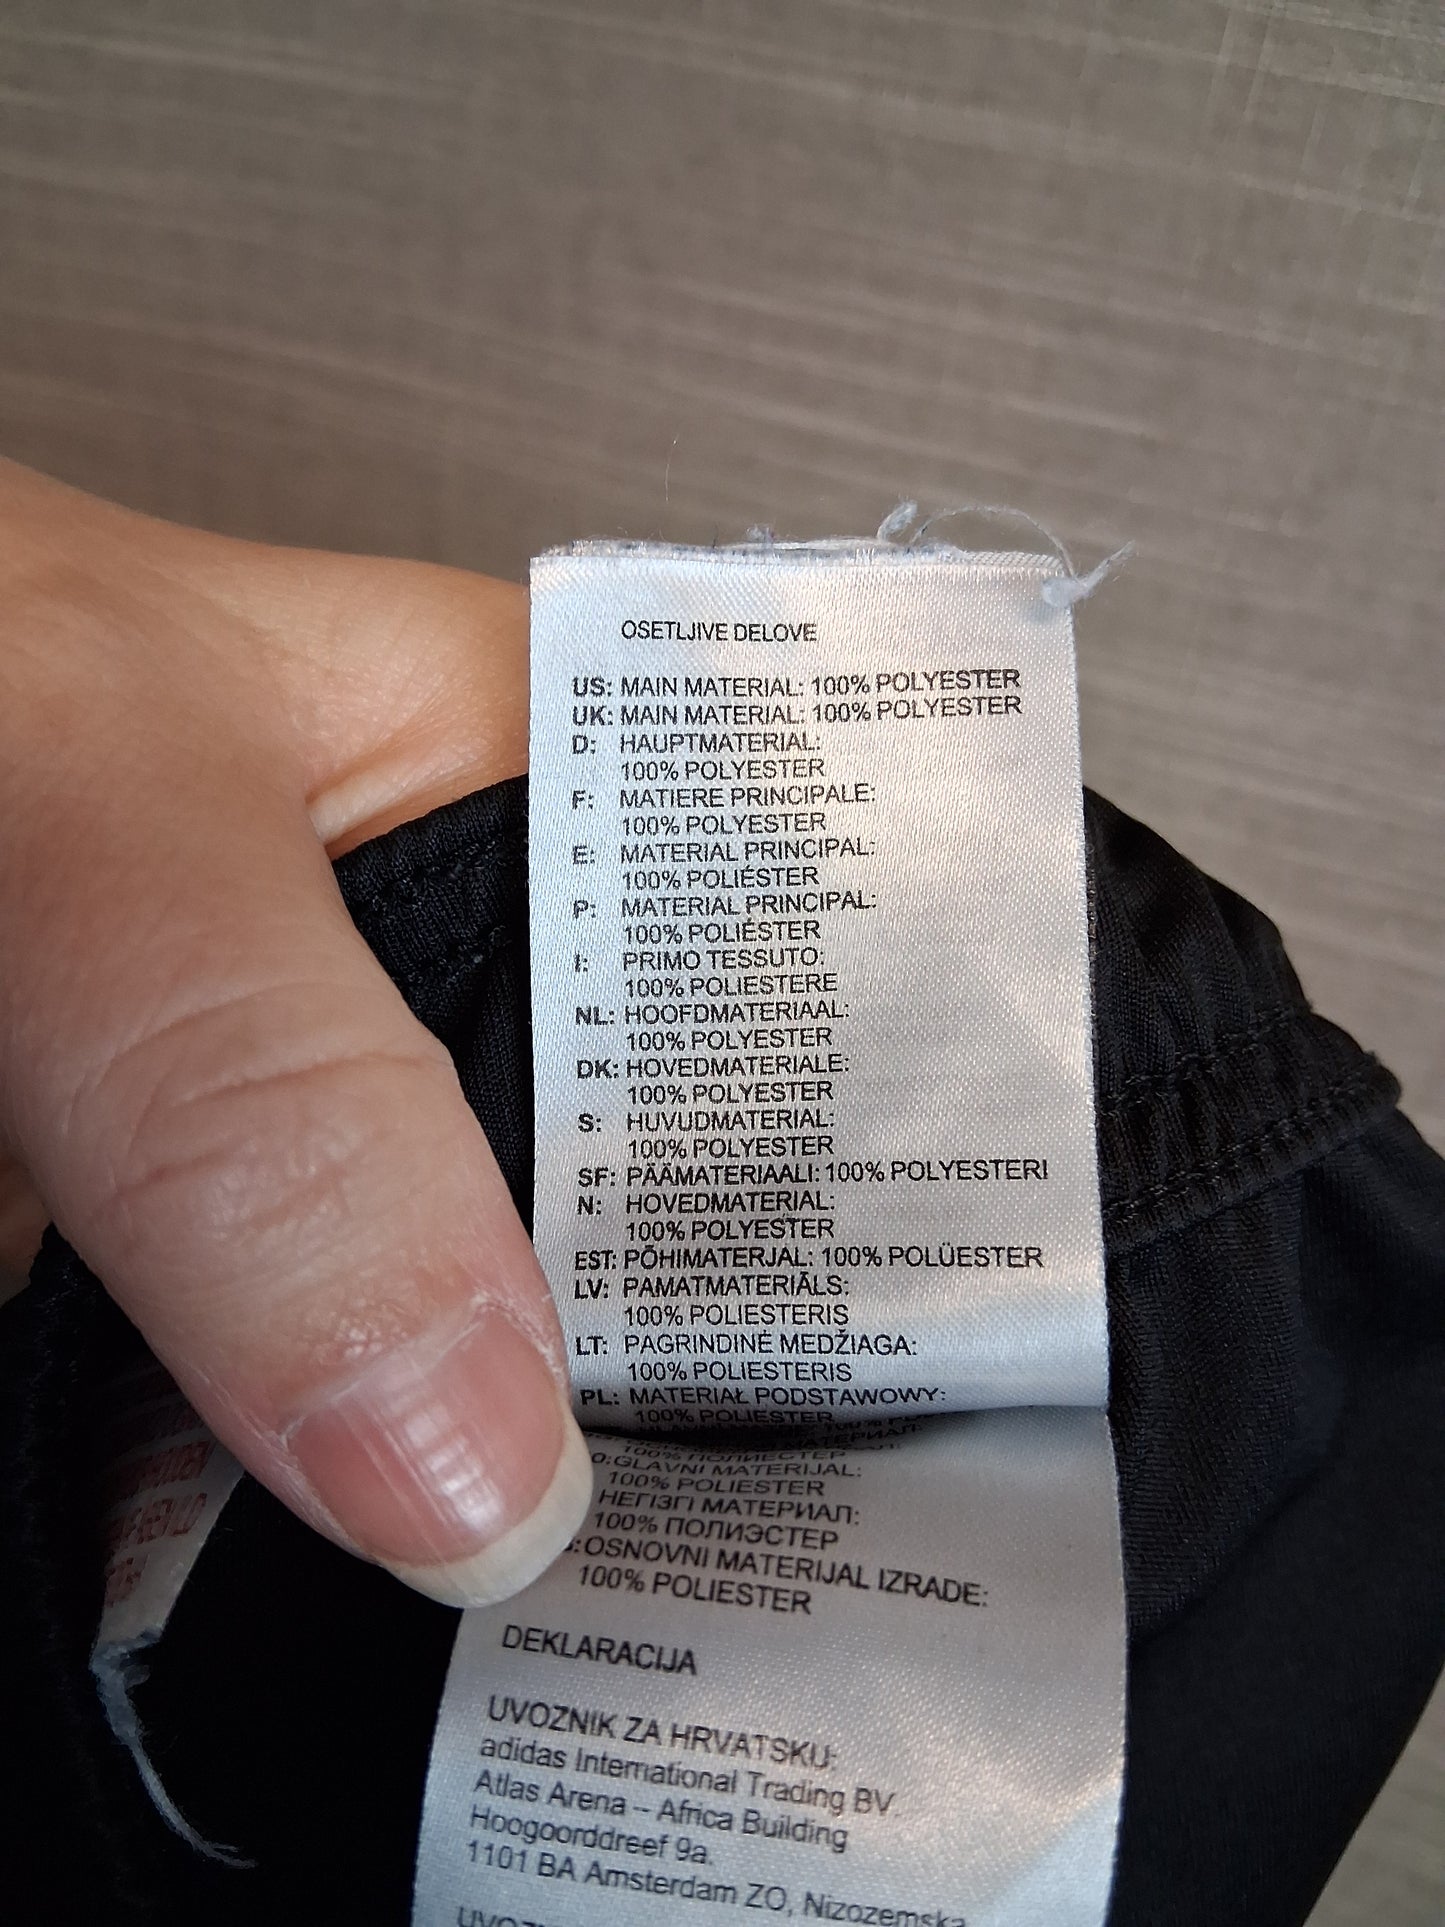 OSETLJIVE DELOVE
US: MAIN MATERIAL: 100% POLYESTER
UK: MAIN MATERIAL: 100% POLYESTER
D: HAUPTMATERIAL:
100% POLYESTER
F: MATIERE PRINCIPALE:
100% POLYESTER
E: MATERIAL PRINCIPAL:
100% POLIÉSTER
P: MATERIAL PRINCIPAL:
100% POLIÉSTER
I: PRIMO TESSUTO:
100% POLIESTERE
NL: HOOFDMATERIAAL:
100% POLYESTER
DK: HOVEDMATERIALE:
100% POLYESTER
S: HUVUDMATERIAL:
100% POLYESTER
SF: PÄÄMATERIAALI: 100% POLYESTERI
N: HOVEDMATERIAL:
100% POLYESTER
EST: PÕHIMATERJAL: 100% POLÜESTER
LV: PAMATMATERIĀLS:
100% POLIESTERIS
LT: PAGRINDINĖ MEDŽIAGA:
100% POLIESTERIS
PL: MATERIAŁ PODSTAWOWY:
100% POLIESTER
100% ПОЛИЕСТЕР
GLAVNI MATERIJAL:
100% POLIESTER
НЕГІЗГІ МАТЕРИАЛ:
100% ПОЛИЭСТЕР
OSNOVNI MATERIJAL IZRADE:
100% POLIESTER
DEKLARACIJA
UVOZNIK ZA HRVATSKU:
adidas International Trading BV.
Atlas Arena – Africa Building
Hoogoorddreef 9a.
1101 BA Amsterdam ZO, Nizozemska